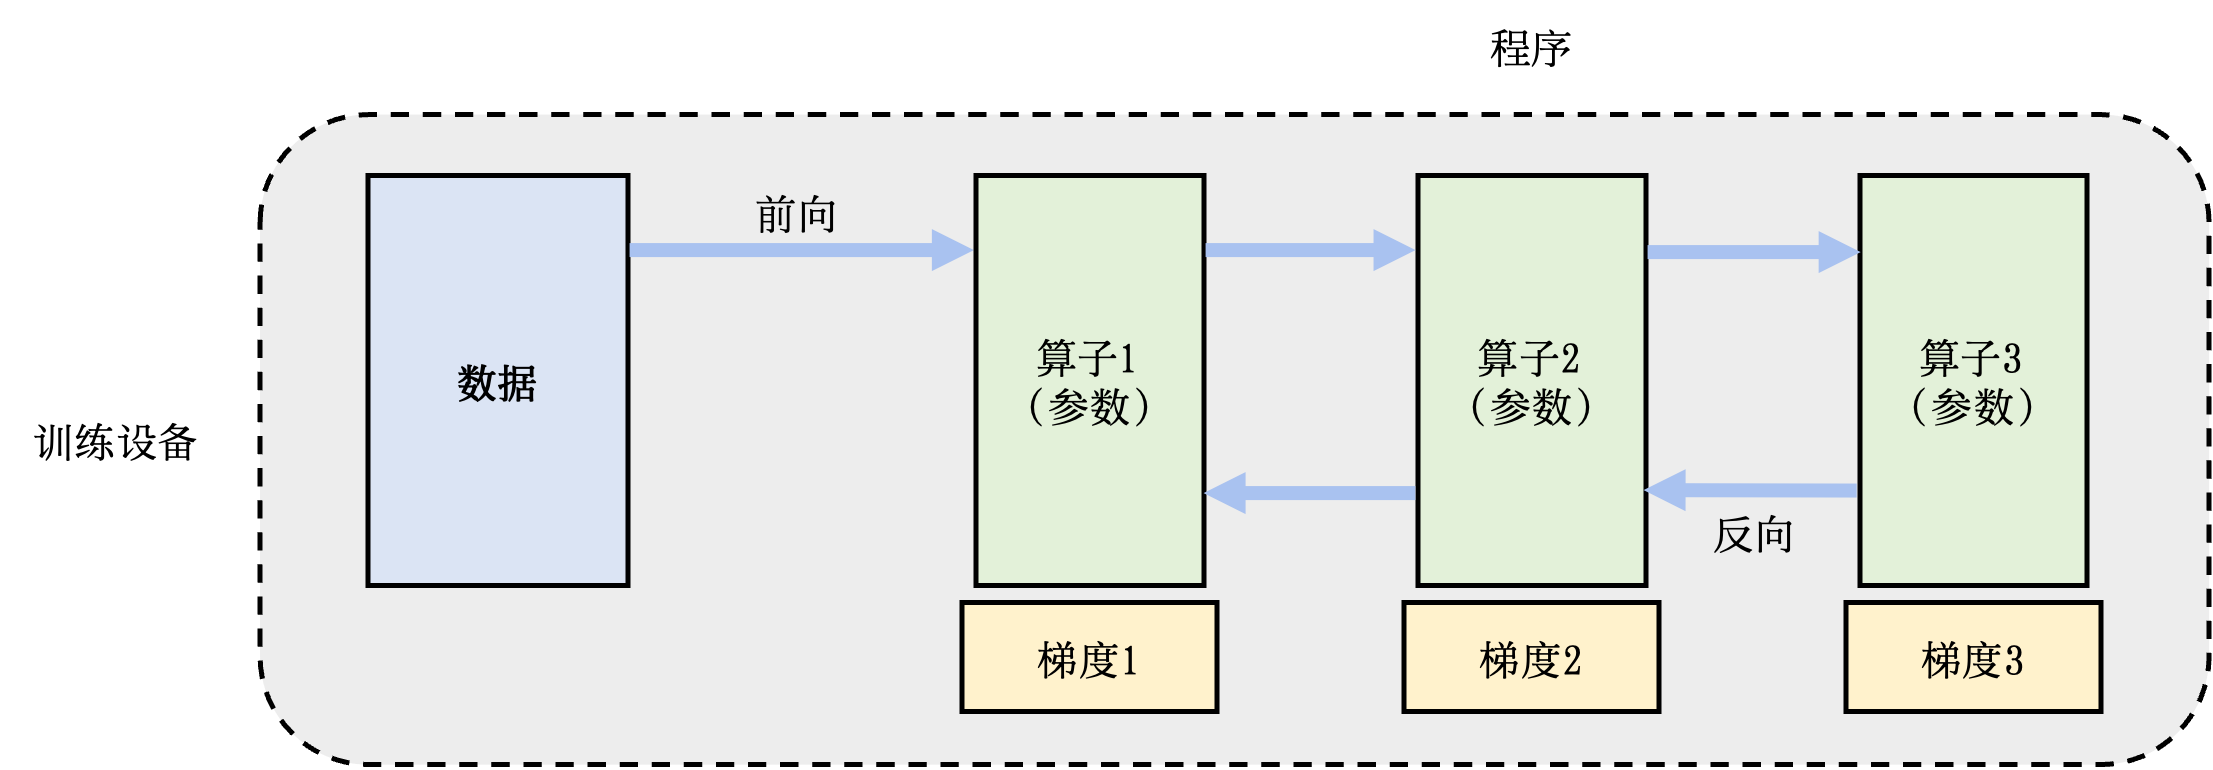 程序
前向
算子1
(参数)
算子2
(参数)
算子3
(参数)
数据
训练设备
反向
梯度1
梯度2
梯度3